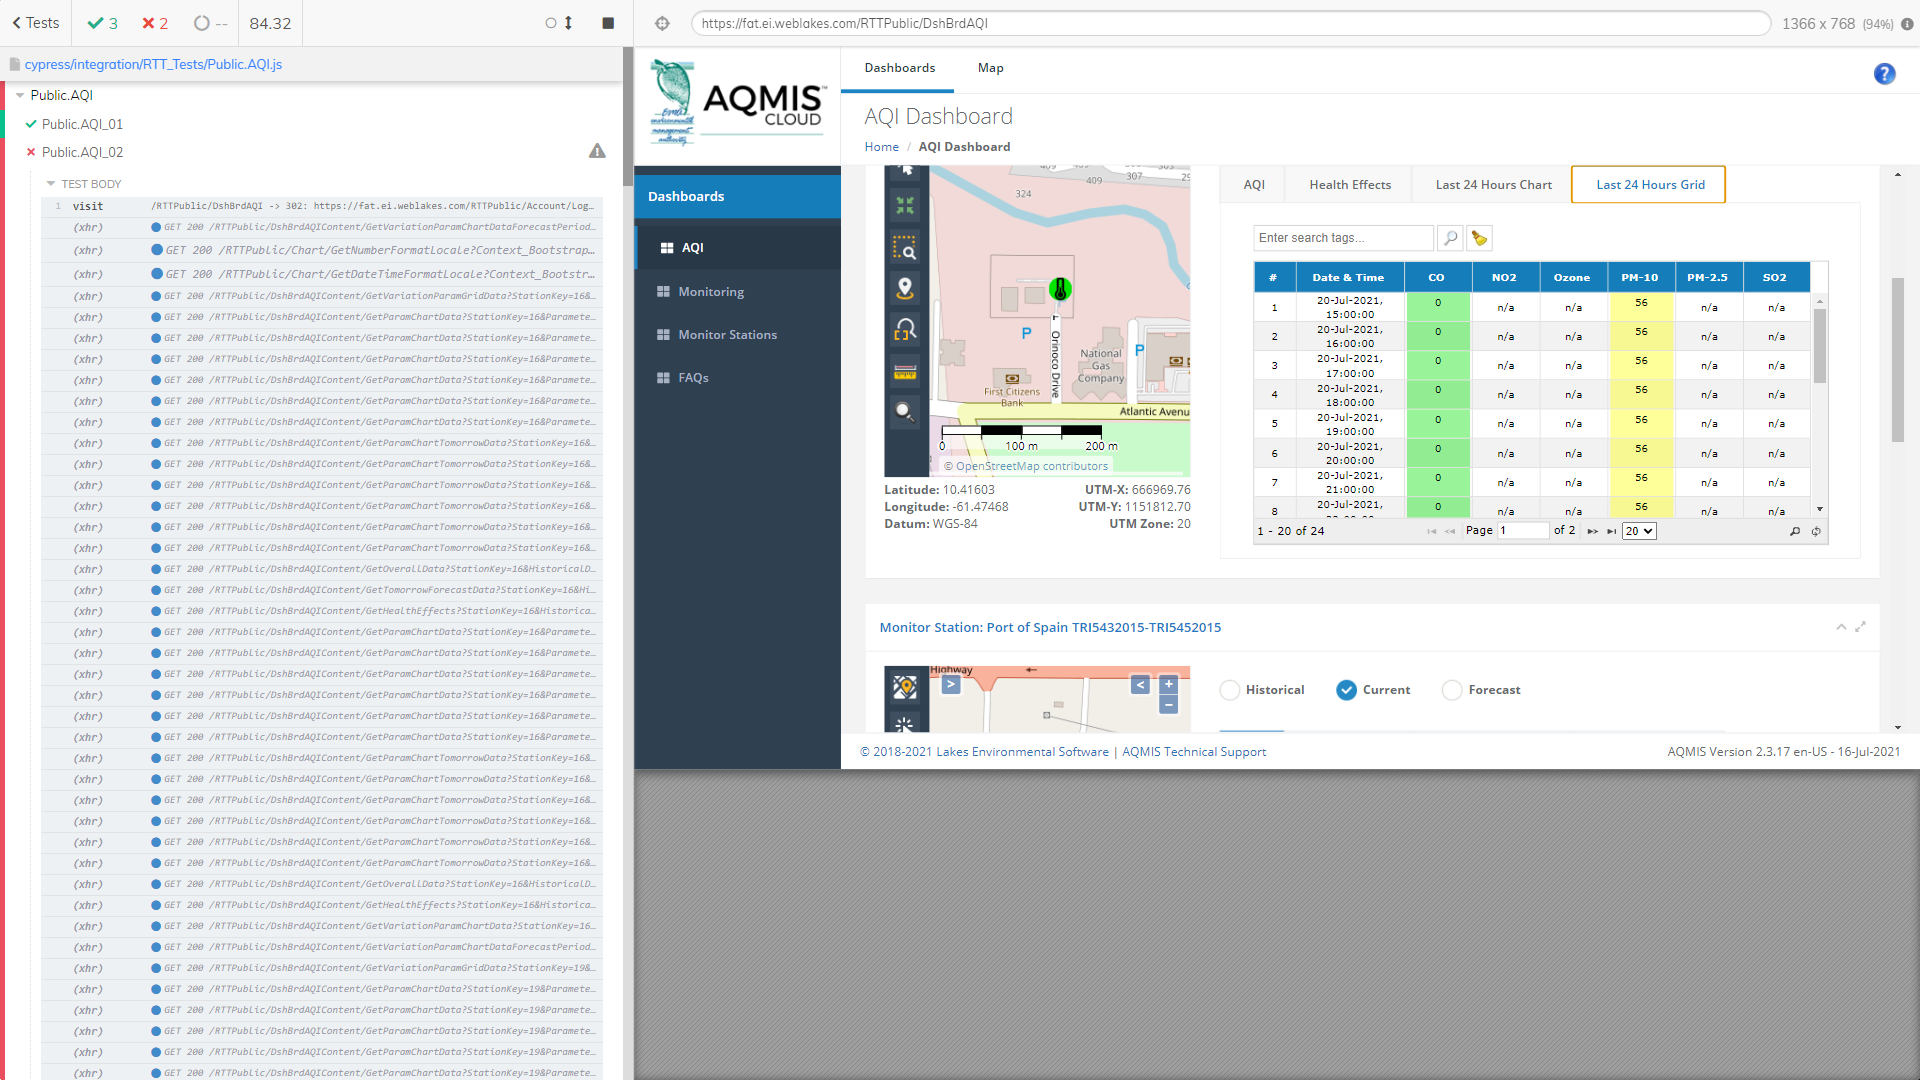 Tests
3
2
--
84.32
https://fat.ei.weblakes.com/RTTPublic/DshBrdAQI
1366 x 768 (94%)
cypress/integration/RTT_Tests/Public.AQI.js
Public.AQI
Public.AQI_01
Public.AQI_02
TEST BODY
1 visit /RTTPublic/DshBrdAQI -> 302: https://fat.ei.weblakes.com/RTTPublic/Account/Log…
(xhr) GET 200 /RTTPublic/DshBrdAQIContent/GetVariationParamChartDataForecastPeriod…
(xhr) GET 200 /RTTPublic/Chart/GetNumberFormatLocale?Context_Bootstrap…
(xhr) GET 200 /RTTPublic/Chart/GetDateTimeFormatLocale?Context_Bootstr…
(xhr) GET 200 /RTTPublic/DshBrdAQIContent/GetVariationParamGridData?StationKey=16&…
(xhr) GET 200 /RTTPublic/DshBrdAQIContent/GetParamChartData?StationKey=16&Paramete…
(xhr) GET 200 /RTTPublic/DshBrdAQIContent/GetParamChartData?StationKey=16&Paramete…
(xhr) GET 200 /RTTPublic/DshBrdAQIContent/GetParamChartData?StationKey=16&Paramete…
(xhr) GET 200 /RTTPublic/DshBrdAQIContent/GetParamChartData?StationKey=16&Paramete…
(xhr) GET 200 /RTTPublic/DshBrdAQIContent/GetParamChartData?StationKey=16&Paramete…
(xhr) GET 200 /RTTPublic/DshBrdAQIContent/GetParamChartData?StationKey=16&Paramete…
(xhr) GET 200 /RTTPublic/DshBrdAQIContent/GetParamChartTomorrowData?StationKey=16&…
(xhr) GET 200 /RTTPublic/DshBrdAQIContent/GetParamChartTomorrowData?StationKey=16&…
(xhr) GET 200 /RTTPublic/DshBrdAQIContent/GetParamChartTomorrowData?StationKey=16&…
(xhr) GET 200 /RTTPublic/DshBrdAQIContent/GetParamChartTomorrowData?StationKey=16&…
(xhr) GET 200 /RTTPublic/DshBrdAQIContent/GetParamChartTomorrowData?StationKey=16&…
(xhr) GET 200 /RTTPublic/DshBrdAQIContent/GetParamChartTomorrowData?StationKey=16&…
(xhr) GET 200 /RTTPublic/DshBrdAQIContent/GetOverallData?StationKey=16&HistoricalD…
(xhr) GET 200 /RTTPublic/DshBrdAQIContent/GetTomorrowForecastData?StationKey=16&Hi…
(xhr) GET 200 /RTTPublic/DshBrdAQIContent/GetHealthEffects?StationKey=16&Historica…
(xhr) GET 200 /RTTPublic/DshBrdAQIContent/GetParamChartData?StationKey=16&Paramete…
(xhr) GET 200 /RTTPublic/DshBrdAQIContent/GetParamChartData?StationKey=16&Paramete…
(xhr) GET 200 /RTTPublic/DshBrdAQIContent/GetParamChartData?StationKey=16&Paramete…
(xhr) GET 200 /RTTPublic/DshBrdAQIContent/GetParamChartData?StationKey=16&Paramete…
(xhr) GET 200 /RTTPublic/DshBrdAQIContent/GetParamChartData?StationKey=16&Paramete…
(xhr) GET 200 /RTTPublic/DshBrdAQIContent/GetParamChartData?StationKey=16&Paramete…
(xhr) GET 200 /RTTPublic/DshBrdAQIContent/GetParamChartTomorrowData?StationKey=16&…
(xhr) GET 200 /RTTPublic/DshBrdAQIContent/GetParamChartTomorrowData?StationKey=16&…
(xhr) GET 200 /RTTPublic/DshBrdAQIContent/GetParamChartTomorrowData?StationKey=16&…
(xhr) GET 200 /RTTPublic/DshBrdAQIContent/GetParamChartTomorrowData?StationKey=16&…
(xhr) GET 200 /RTTPublic/DshBrdAQIContent/GetParamChartTomorrowData?StationKey=16&…
(xhr) GET 200 /RTTPublic/DshBrdAQIContent/GetParamChartTomorrowData?StationKey=16&…
(xhr) GET 200 /RTTPublic/DshBrdAQIContent/GetOverallData?StationKey=16&HistoricalD…
(xhr) GET 200 /RTTPublic/DshBrdAQIContent/GetHealthEffects?StationKey=16&Historica…
(xhr) GET 200 /RTTPublic/DshBrdAQIContent/GetVariationParamChartData?StationKey=16…
(xhr) GET 200 /RTTPublic/DshBrdAQIContent/GetVariationParamChartDataForecastPeriod…
(xhr) GET 200 /RTTPublic/DshBrdAQIContent/GetVariationParamGridData?StationKey=19&…
(xhr) GET 200 /RTTPublic/DshBrdAQIContent/GetParamChartData?StationKey=19&Paramete…
(xhr) GET 200 /RTTPublic/DshBrdAQIContent/GetParamChartData?StationKey=19&Paramete…
(xhr) GET 200 /RTTPublic/DshBrdAQIContent/GetParamChartData?StationKey=19&Paramete…
(xhr) GET 200 /RTTPublic/DshBrdAQIContent/GetParamChartData?StationKey=19&Paramete…
(xhr) GET 200 /RTTPublic/DshBrdAQIContent/GetParamChartData?StationKey=19&Paramete…
environmental
management
authority
AQMIS™
CLOUD
Dashboards
AQI
Monitoring
Monitor Stations
FAQs
Dashboards Map
?
AQI Dashboard
Home / AQI Dashboard
409
409
307
303
324
P
P
Orinoco Drive
National
Gas
Company
First Citizens
Bank
Atlantic Avenu
0 100 m 200 m
© OpenStreetMap contributors
Latitude: 10.41603 UTM-X: 666969.76
Longitude: -61.47468 UTM-Y: 1151812.70
Datum: WGS-84 UTM Zone: 20
AQI Health Effects Last 24 Hours Chart Last 24 Hours Grid
Enter search tags...
# Date & Time CO NO2 Ozone PM-10 PM-2.5 SO2
1 20-Jul-2021, 15:00:00 0 n/a n/a 56 n/a n/a
2 20-Jul-2021, 16:00:00 0 n/a n/a 56 n/a n/a
3 20-Jul-2021, 17:00:00 0 n/a n/a 56 n/a n/a
4 20-Jul-2021, 18:00:00 0 n/a n/a 56 n/a n/a
5 20-Jul-2021, 19:00:00 0 n/a n/a 56 n/a n/a
6 20-Jul-2021, 20:00:00 0 n/a n/a 56 n/a n/a
7 20-Jul-2021, 21:00:00 0 n/a n/a 56 n/a n/a
8 20-Jul-2021, 0 n/a n/a 56 n/a n/a
1 - 20 of 24 Page 1 of 2 20
Monitor Station: Port of Spain TRI5432015-TRI5452015
Highway
> < +
−
Historical Current Forecast
© 2018-2021 Lakes Environmental Software | AQMIS Technical Support
AQMIS Version 2.3.17 en-US - 16-Jul-2021